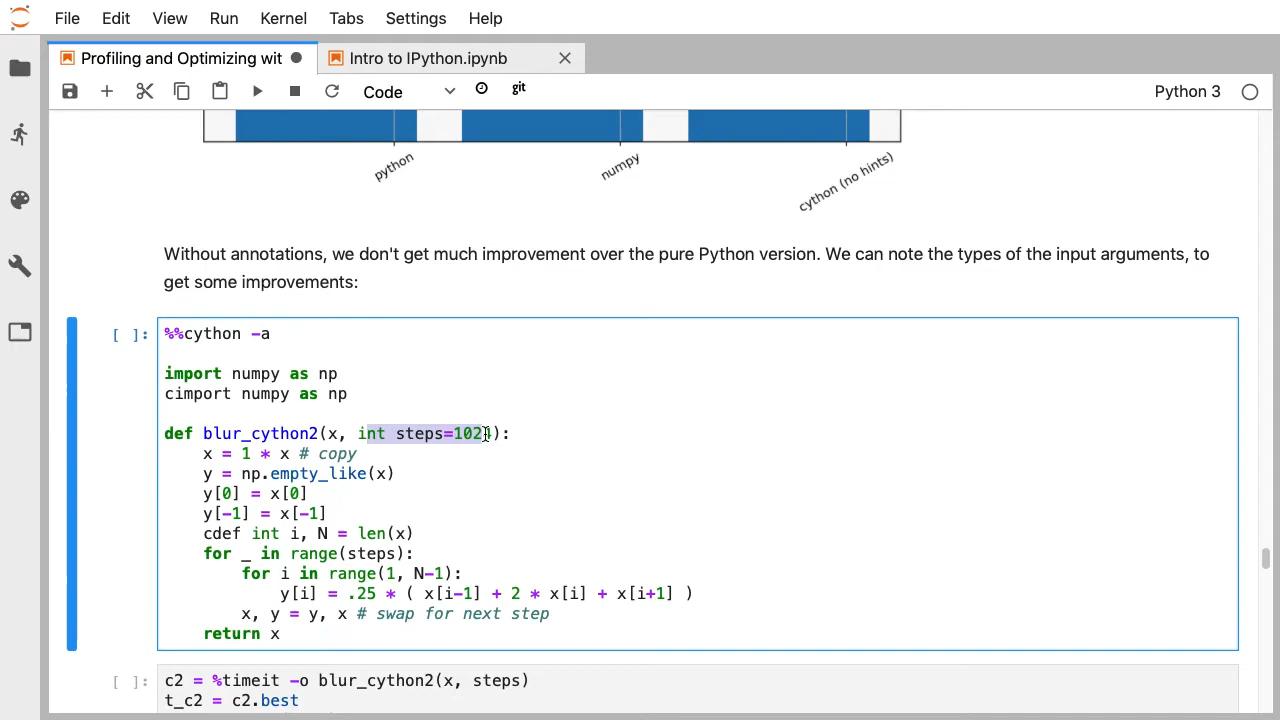 File Edit View Run Kernel Tabs Settings Help
Profiling and Optimizing wit Intro to IPython.ipynb
Code git Python 3
python numpy cython (no hints)
Without annotations, we don't get much improvement over the pure Python version. We can note the types of the input arguments, to
get some improvements:
[ ]: %%cython -a
import numpy as np
cimport numpy as np
def blur_cython2(x, int steps=1024):
x = 1 * x # copy
y = np.empty_like(x)
y[0] = x[0]
y[-1] = x[-1]
cdef int i, N = len(x)
for _ in range(steps):
for i in range(1, N-1):
y[i] = .25 * ( x[i-1] + 2 * x[i] + x[i+1] )
x, y = y, x # swap for next step
return x
[ ]: c2 = %timeit -o blur_cython2(x, steps)
t_c2 = c2.best